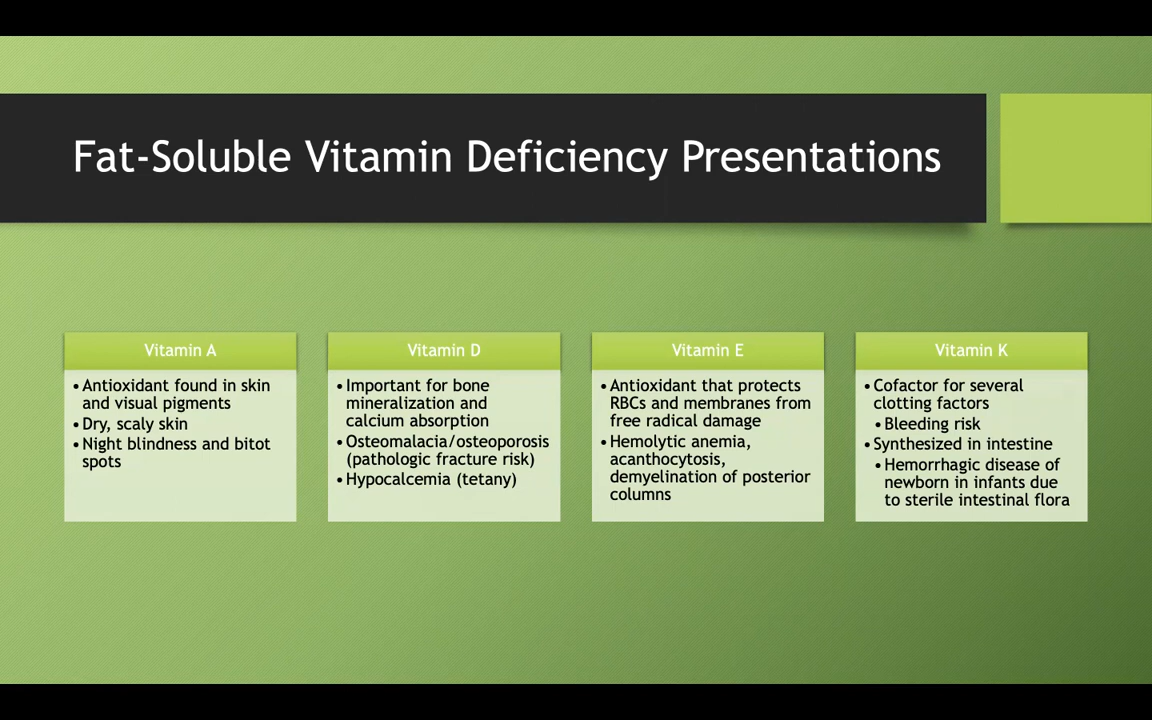 Fat-Soluble Vitamin Deficiency Presentations
Vitamin A
• Antioxidant found in skin
and visual pigments
• Dry, scaly skin
• Night blindness and bitot
spots
Vitamin D
• Important for bone
mineralization and
calcium absorption
• Osteomalacia/osteoporosis
(pathologic fracture risk)
• Hypocalcemia (tetany)
Vitamin E
• Antioxidant that protects
RBCs and membranes from
free radical damage
• Hemolytic anemia,
acanthocytosis,
demyelination of posterior
columns
Vitamin K
• Cofactor for several
clotting factors
• Bleeding risk
• Synthesized in intestine
• Hemorrhagic disease of
newborn in infants due
to sterile intestinal flora